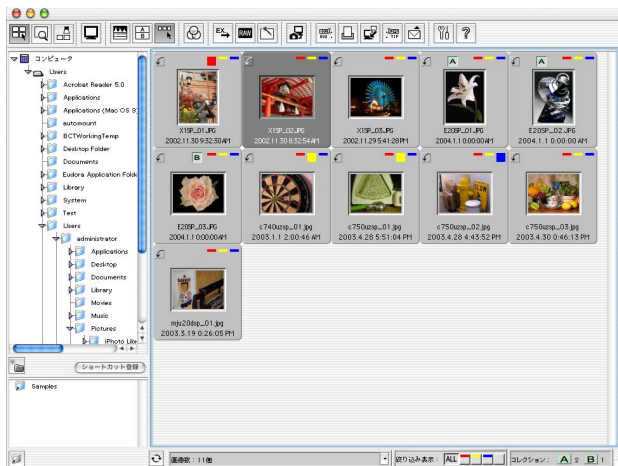 EX
RAW
コンピュータ
Users
Acrobat Reader 5.0
Applications
Applications (Mac OS 9)
automount
BCTWorkingTemp
Desktop Folder
Documents
Eudora Application Folde
Library
System
Test
Users
administrator
Applications
Desktop
Documents
Library
Movies
Music
Pictures
iPhoto Libr
ショートカット登録
Samples
X1SP_01.JPG
2002.11.30 9:32:30 AM
X1SP_02.JPG
2002.11.30 8:32:54 AM
X1SP_03.JPG
2002.11.29 5:41:28 PM
A
E20SP_01.JPG
2004.1.1 0:00:00 AM
A
E20SP_02.JPG
2004.1.1 0:00:00 AM
B
E20SP_03.JPG
2004.1.1 0:00:00 AM
c740uzsp_01.jpg
2003.1.1 2:00:46 AM
c750uzsp_01.jpg
2003.4.28 5:51:04 PM
c750uzsp_02.jpg
2003.4.28 4:43:52 PM
c750uzsp_03.jpg
2003.4.30 0:46:13 PM
mju20dsp_01.jpg
2003.3.19 0:26:05 PM
画像数：11個
絞り込み表示： ALL
コレクション： A 2 B 1